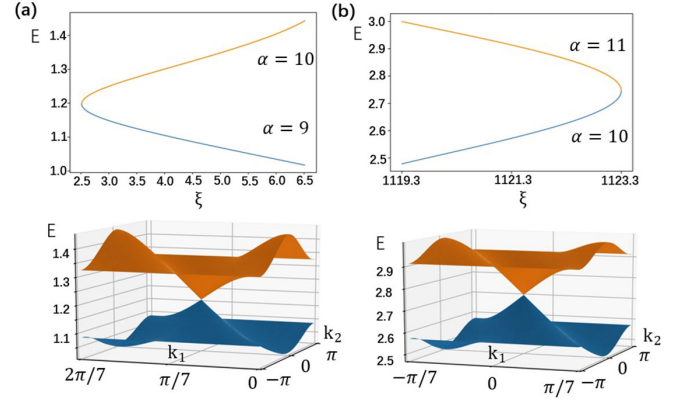 (a)
E
1.4
1.3
1.2
1.1
1.0
α = 10
α = 9
2.5 3.0 3.5 4.0 4.5 5.0 5.5 6.0 6.5
ξ
(b)
E
3.0
2.9
2.8
2.7
2.6
2.5
α = 11
α = 10
1119.3 1121.3 1123.3
ξ
E
1.4
1.3
1.2
1.1
2π/7 π/7 0
k₁
−π 0 π
k₂
E
2.9
2.8
2.7
2.6
2.5
−π/7 0 π/7
k₁
−π 0 π
k₂